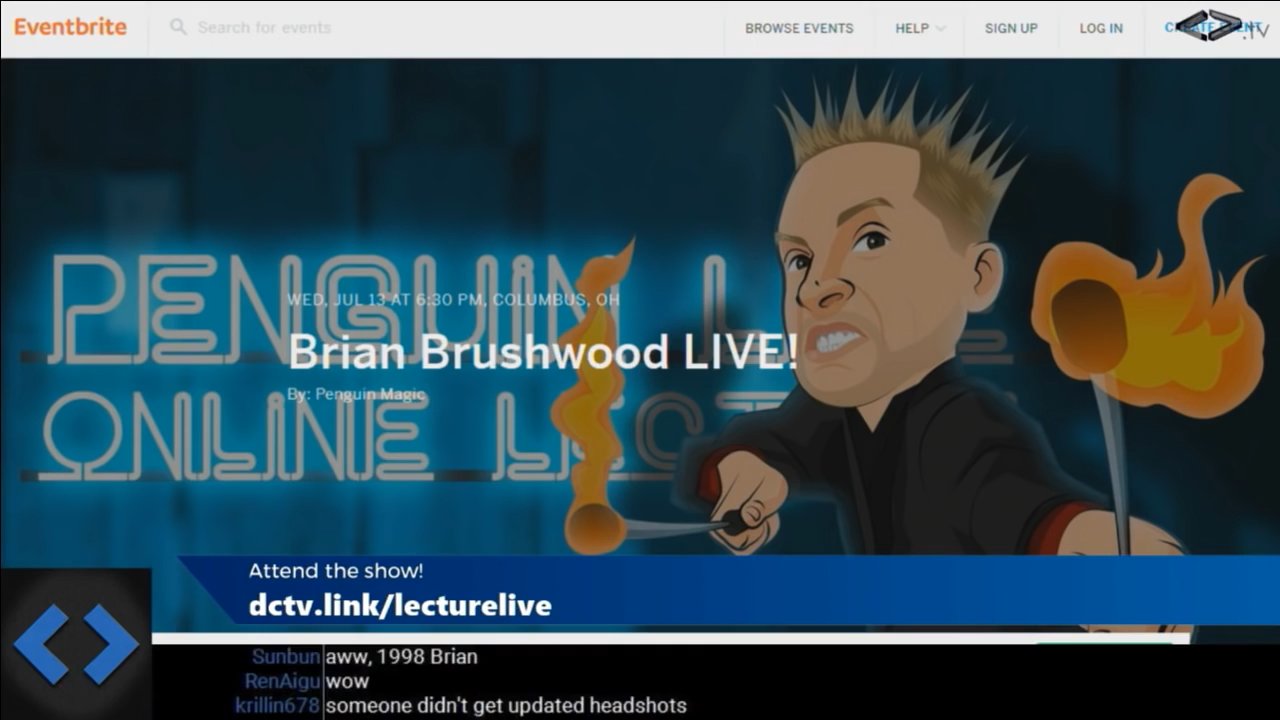 Eventbrite
Search for events
BROWSE EVENTS
HELP
SIGN UP
LOG IN
.tv
PENGUIN L
ONLINE LECT
WED, JUL 13 AT 6:30 PM, COLUMBUS, OH
Brian Brushwood LIVE!
By: Penguin Magic
Attend the show!
dctv.link/lecturelive
Sunbun aww, 1998 Brian
RenAigu wow
krillin678 someone didn't get updated headshots